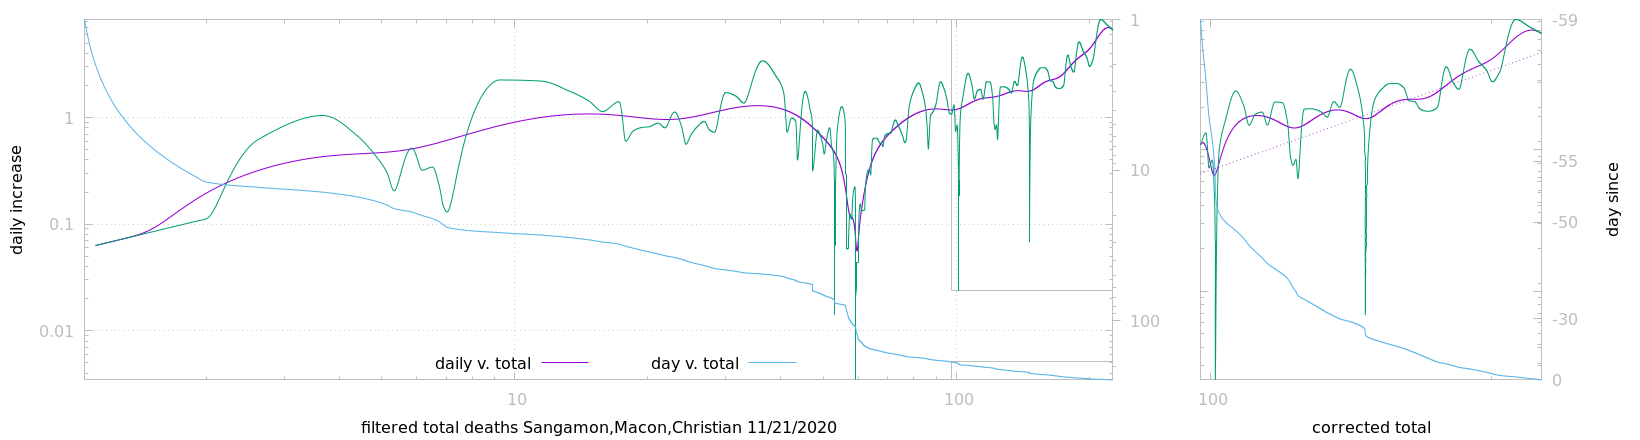 1
-59
1
10
-55
0.1
-50
daily increase
day since
0.01
100
-30
daily v. total
day v. total
0
10
100
100
filtered total deaths Sangamon,Macon,Christian 11/21/2020
corrected total